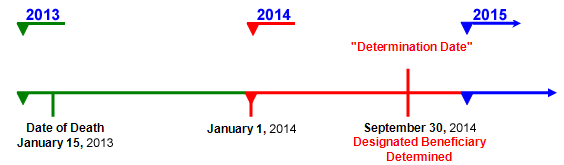 2013
2014
2015
"Determination Date"
Date of Death
January 15, 2013
January 1, 2014
September 30, 2014
Designated Beneficiary
Determined